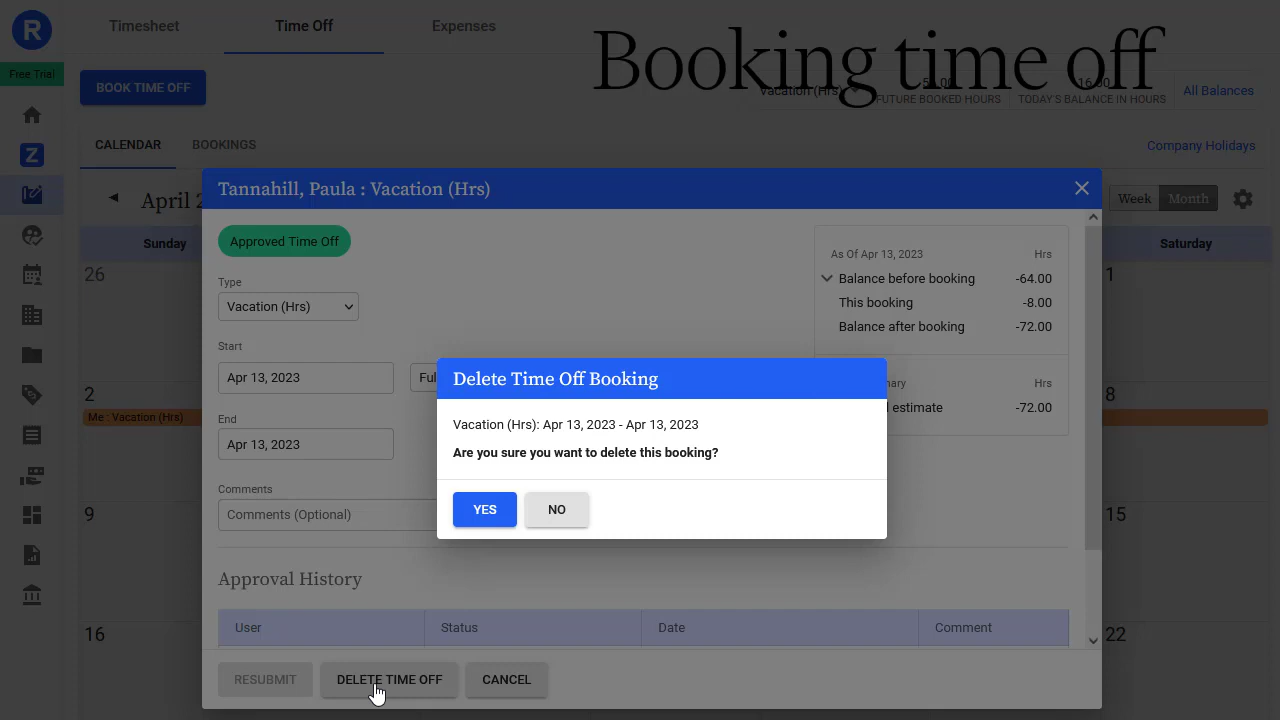 R
Timesheet
Time Off
Expenses
Booking time off
Free Trial
BOOK TIME OFF
Vacation (Hrs)
16.00
FUTURE BOOKED HOURS
TODAY'S BALANCE IN HOURS
All Balances
CALENDAR
BOOKINGS
Company Holidays
Z
April 2
Week
Month
Tannahill, Paula : Vacation (Hrs)
Sunday
Saturday
Approved Time Off
As Of Apr 13, 2023
Hrs
26
1
Balance before booking
-64.00
Type
Vacation (Hrs)
This booking
-8.00
Balance after booking
-72.00
Start
Apr 13, 2023
Ful
Delete Time Off Booking
Hrs
2
8
estimate
-72.00
Me : Vacation (Hrs)
End
Apr 13, 2023
Vacation (Hrs): Apr 13, 2023 - Apr 13, 2023
Are you sure you want to delete this booking?
Comments
Comments (Optional)
YES
NO
9
15
Approval History
User
Status
Date
Comment
16
22
RESUBMIT
DELETE TIME OFF
CANCEL